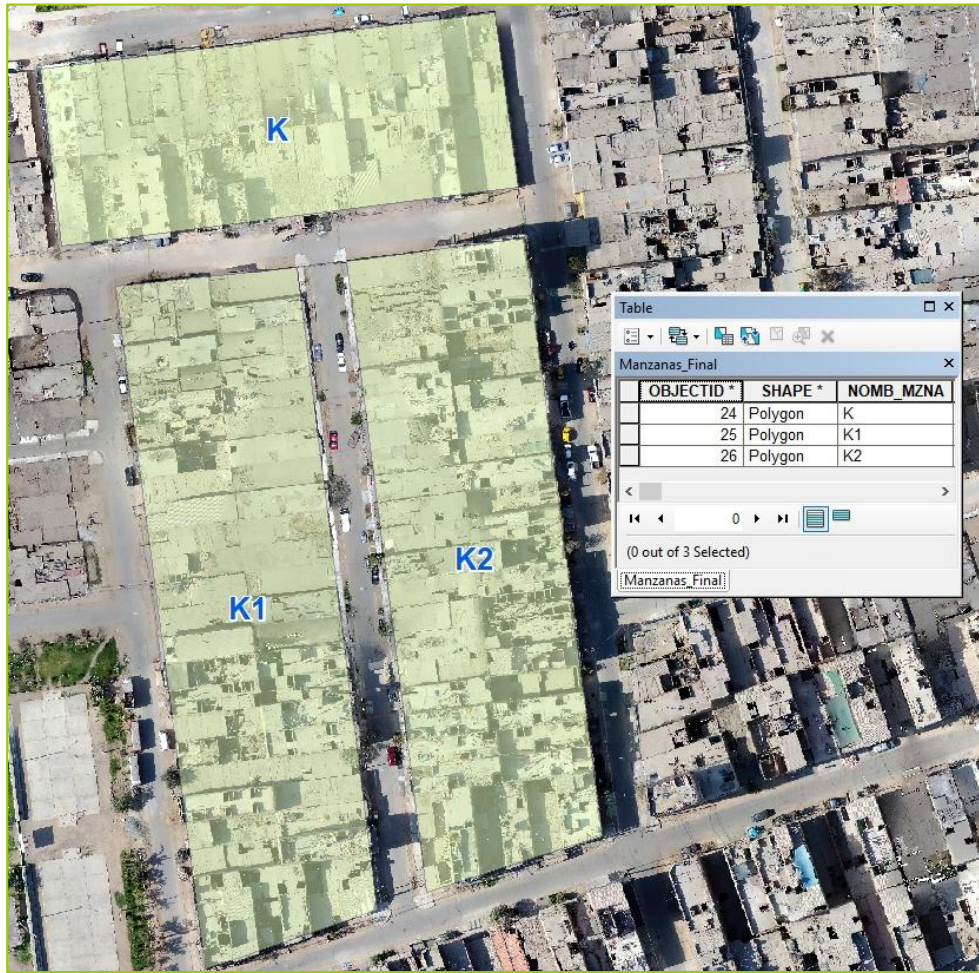 K
Table
Manzanas_Final
OBJECTID * SHAPE * NOMB_MZNA
24 Polygon K
25 Polygon K1
26 Polygon K2
0
(0 out of 3 Selected)
Manzanas_Final
K2
K1